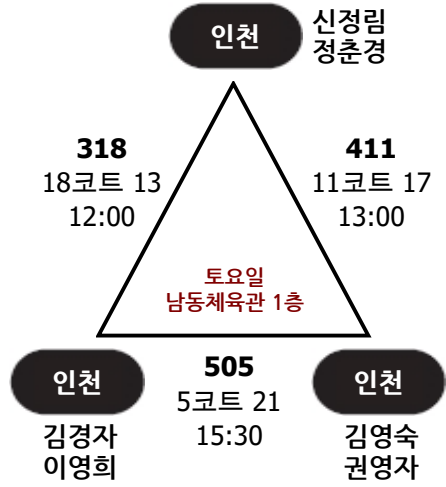 인천
신정림
정춘경
318
18코트 13
12:00
411
11코트 17
13:00
토요일
남동체육관 1층
인천
김경자
이영희
505
5코트 21
15:30
인천
김영숙
권영자